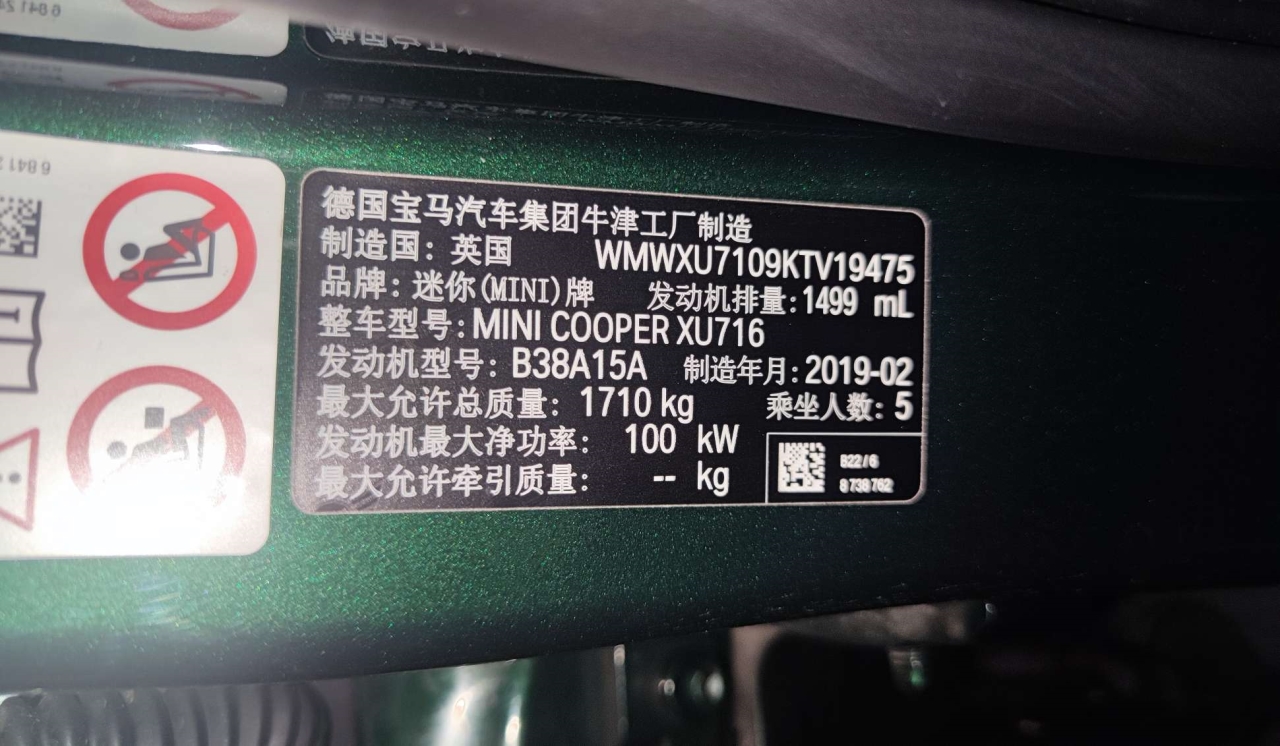 德国宝马汽车集团牛津工厂制造
制造国：英国 WMWXU7109KTV19475
品牌：迷你(MINI)牌 发动机排量:1499 mL
整车型号:MINI COOPER XU716
发动机型号: B38A15A 制造年月:2019-02
最大允许总质量: 1710 kg 乘坐人数: 5
发动机最大净功率: 100 kW
最大允许牵引质量: -- kg
B22/6
8 738 762